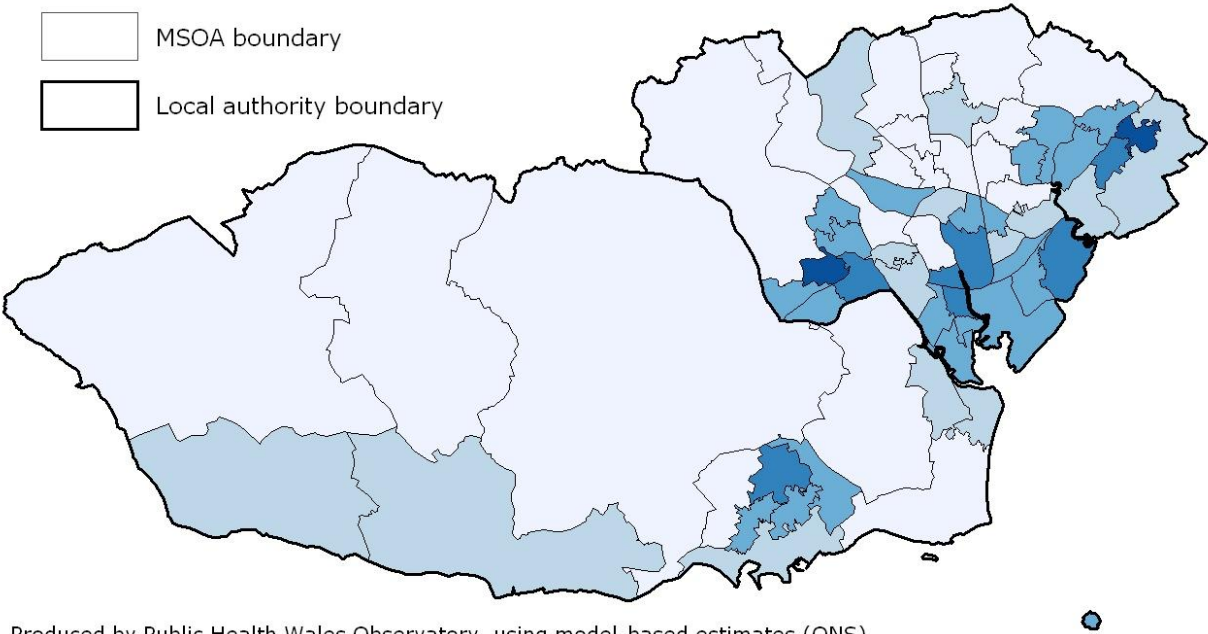 MSOA boundary
Local authority boundary
Produced by Public Health Wales Observatory, using model-based estimates (ONS)